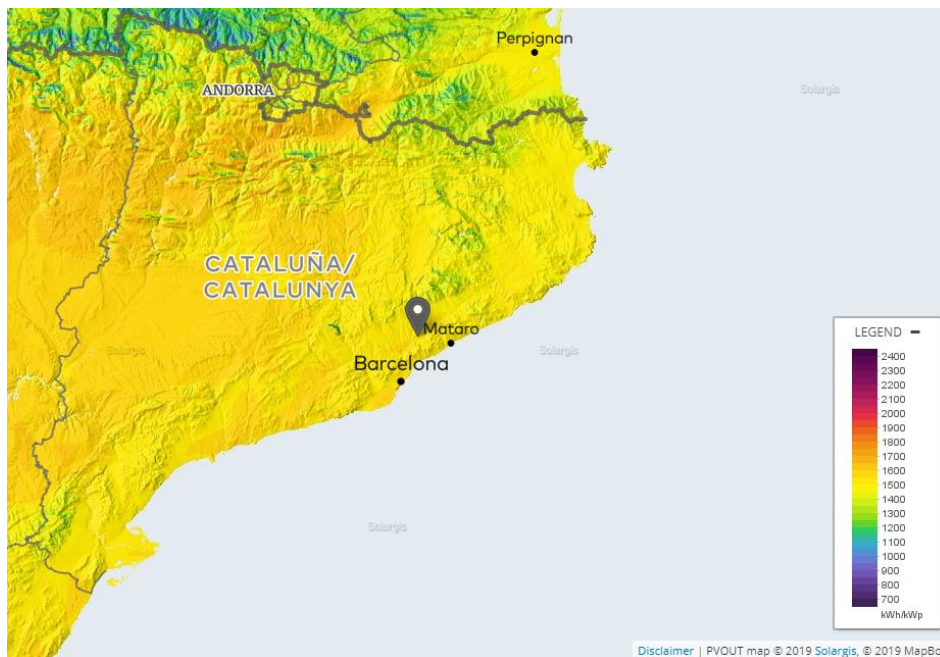 Perpignan
ANDORRA
Solargis
CATALUÑA/
CATALUNYA
Mataro
Solargis
Solargis
Barcelona
Solargis
LEGEND
2400
2300
2200
2100
2000
1900
1800
1700
1600
1500
1400
1300
1200
1100
1000
900
800
700
kWh/kWp
Disclaimer | PVOUT map © 2019 Solargis, © 2019 MapBo